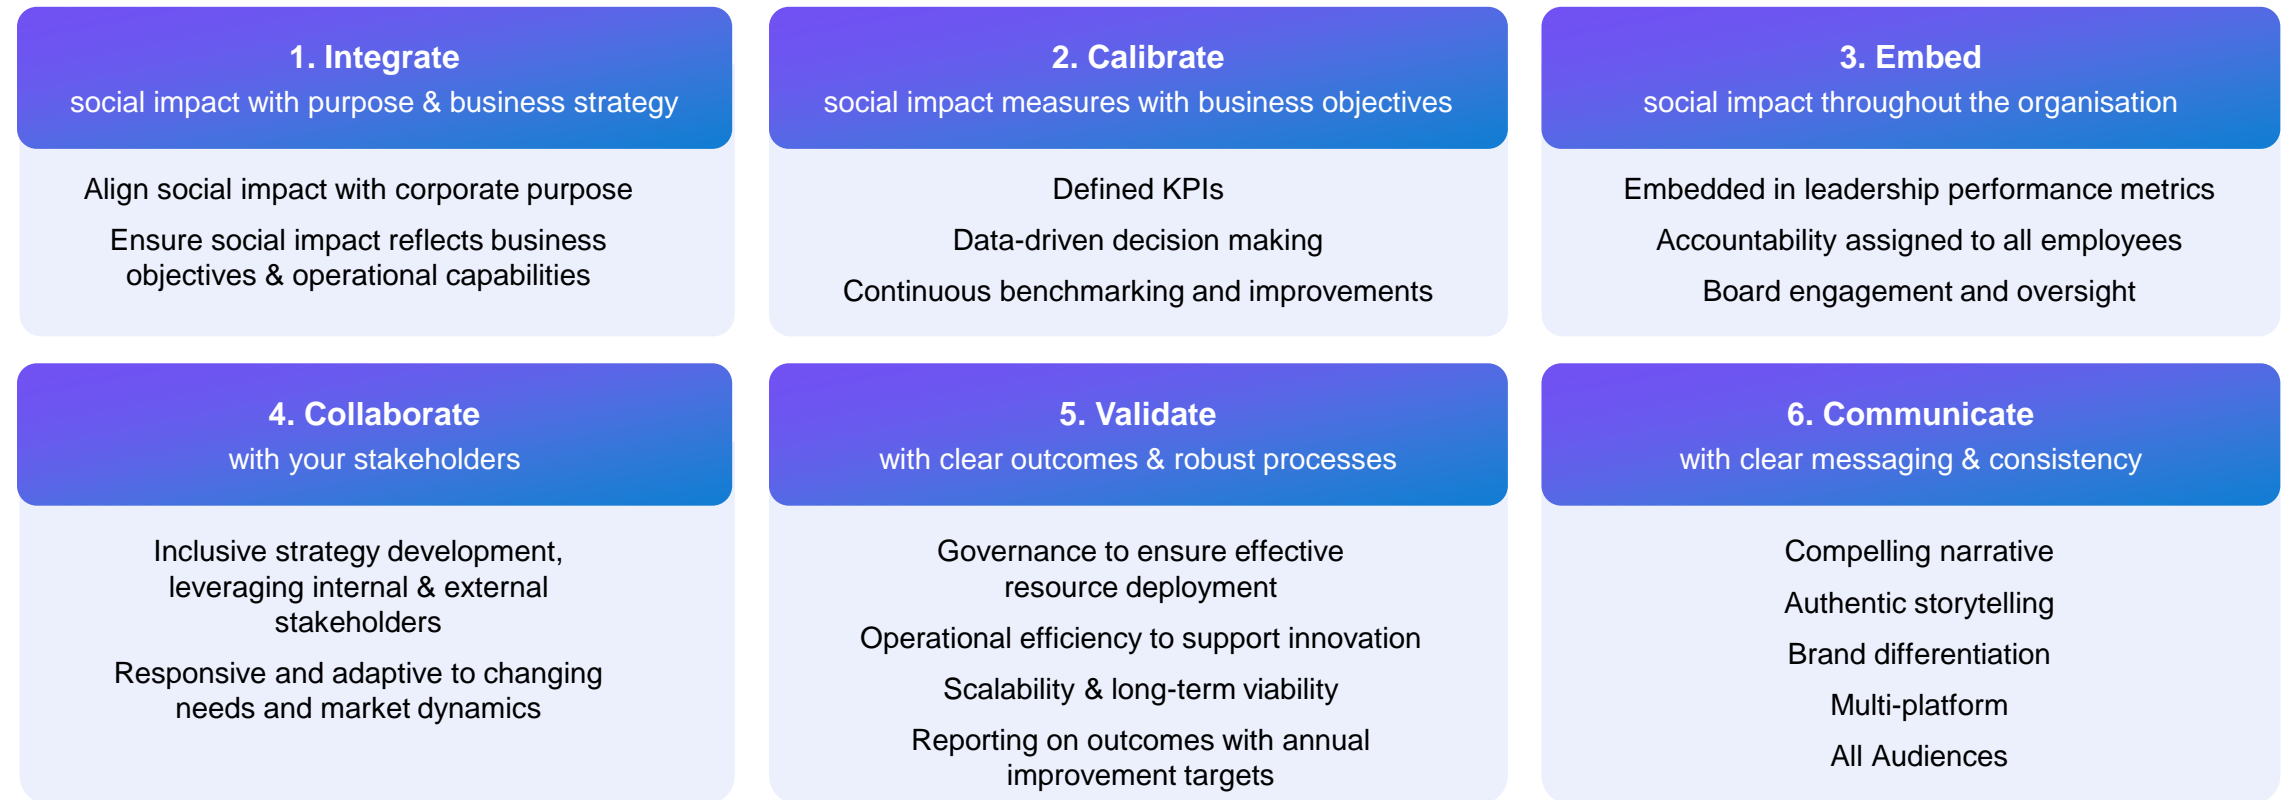 1. Integrate
social impact with purpose & business strategy
Align social impact with corporate purpose
Ensure social impact reflects business
objectives & operational capabilities
2. Calibrate
social impact measures with business objectives
Defined KPIs
Data-driven decision making
Continuous benchmarking and improvements
3. Embed
social impact throughout the organisation
Embedded in leadership performance metrics
Accountability assigned to all employees
Board engagement and oversight
4. Collaborate
with your stakeholders
Inclusive strategy development,
leveraging internal & external
stakeholders
Responsive and adaptive to changing
needs and market dynamics
5. Validate
with clear outcomes & robust processes
Governance to ensure effective
resource deployment
Operational efficiency to support innovation
Scalability & long-term viability
Reporting on outcomes with annual
improvement targets
6. Communicate
with clear messaging & consistency
Compelling narrative
Authentic storytelling
Brand differentiation
Multi-platform
All Audiences